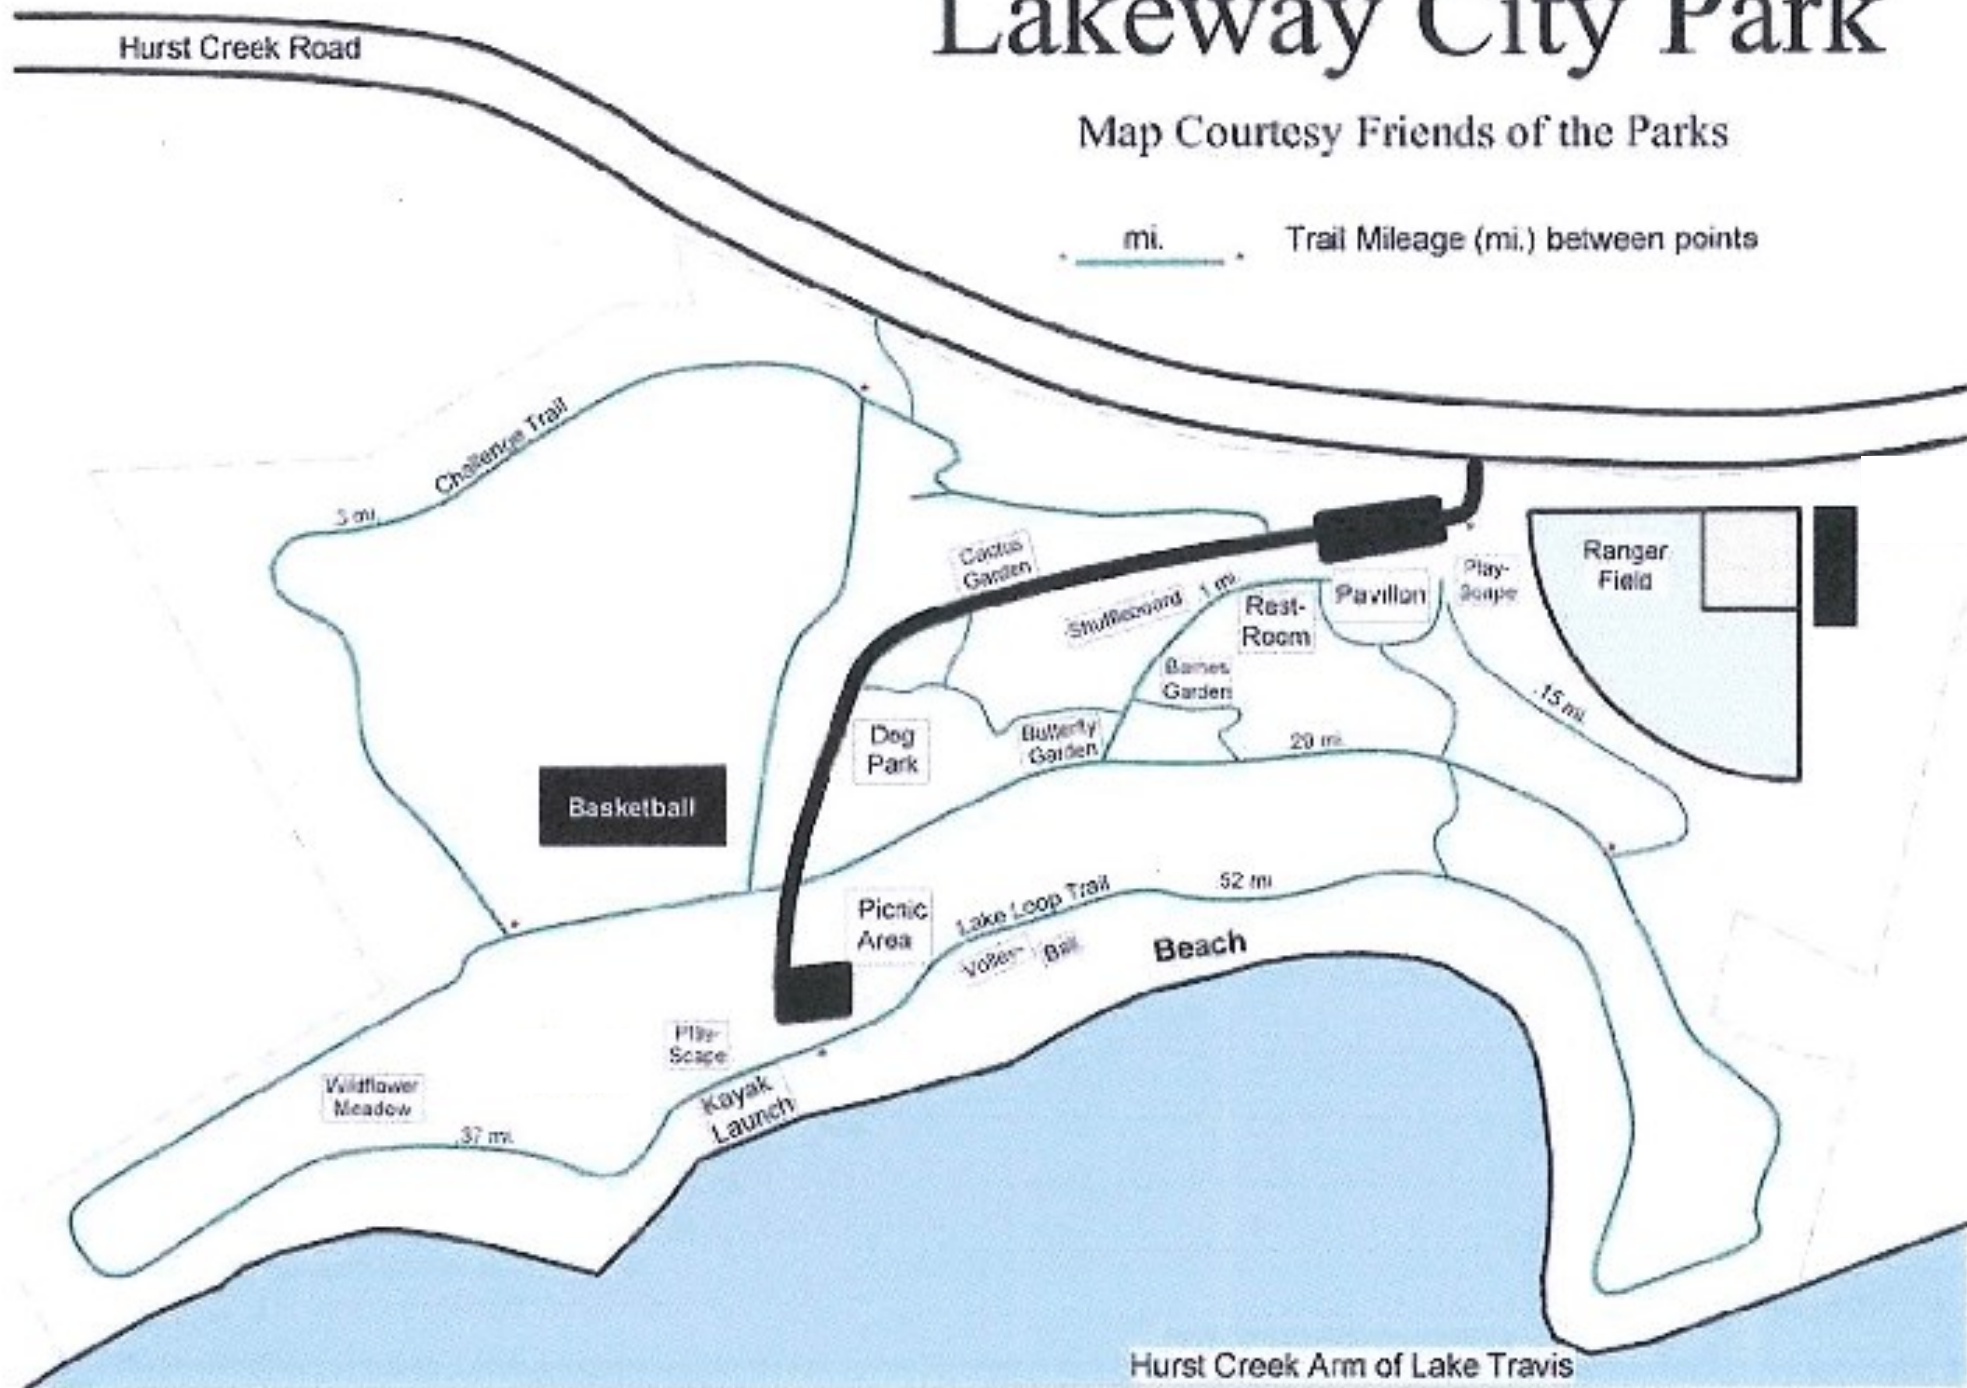 Lakeway City Park
Hurst Creek Road
Map Courtesy Friends of the Parks
mi.
Trail Mileage (mi.) between points
Challenge Trail
.3 mi.
Cactus
Garden
Shuffleboard
.1 mi.
Rest-
Room
Pavilion
Play-
Scape
Ranger
Field
Barnes
Garden
.15 mi.
Dog
Park
Butterfly
Garden
.29 mi.
Basketball
Picnic
Area
Lake Loop Trail
.52 mi
Volley-
Ball
Beach
Play-
Scape
Kayak
Launch
Wildflower
Meadow
.37 mi.
Hurst Creek Arm of Lake Travis